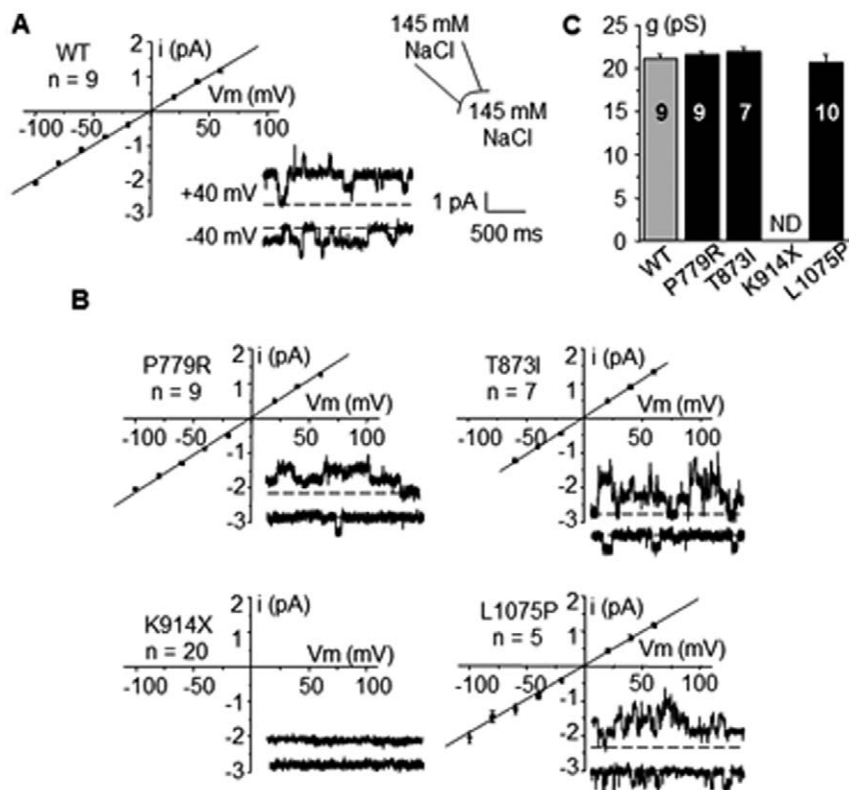 A
WT
n = 9
i (pA)
Vm (mV)
2
1
-1
-2
-3
-100
-50
50
100
+40 mV
-40 mV
145 mM
NaCl
145 mM
NaCl
1 pA
500 ms
C
g (pS)
25
20
15
10
5
0
9
9
7
ND
10
WT
P779R
T873I
K914X
L1075P
B
P779R
n = 9
i (pA)
Vm (mV)
2
1
-1
-2
-3
-100
-50
50
100
T873I
n = 7
i (pA)
Vm (mV)
2
1
-1
-2
-3
-100
-50
50
100
K914X
n = 20
i (pA)
Vm (mV)
2
1
-1
-2
-3
-100
-50
50
100
L1075P
n = 5
i (pA)
Vm (mV)
2
1
-1
-2
-3
-100
-50
50
100